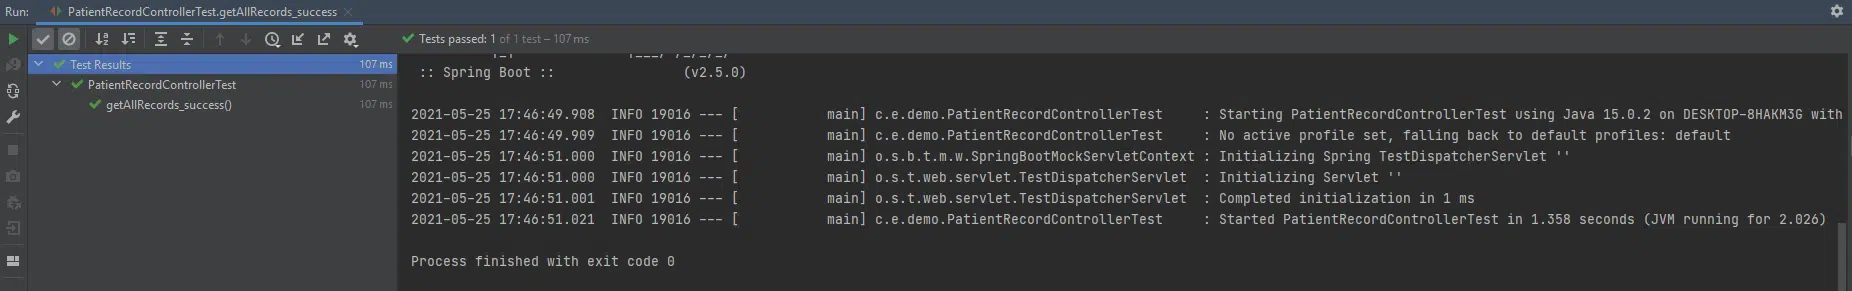 Run: PatientRecordControllerTest.getAllRecords_success
Tests passed: 1 of 1 test – 107 ms
Test Results 107 ms
PatientRecordControllerTest 107 ms
getAllRecords_success() 107 ms
:: Spring Boot :: (v2.5.0)
2021-05-25 17:46:49.908 INFO 19016 --- [ main] c.e.demo.PatientRecordControllerTest : Starting PatientRecordControllerTest using Java 15.0.2 on DESKTOP-8HAKM3G with
2021-05-25 17:46:49.909 INFO 19016 --- [ main] c.e.demo.PatientRecordControllerTest : No active profile set, falling back to default profiles: default
2021-05-25 17:46:51.000 INFO 19016 --- [ main] o.s.b.t.m.w.SpringBootMockServletContext : Initializing Spring TestDispatcherServlet ''
2021-05-25 17:46:51.000 INFO 19016 --- [ main] o.s.t.web.servlet.TestDispatcherServlet : Initializing Servlet ''
2021-05-25 17:46:51.001 INFO 19016 --- [ main] o.s.t.web.servlet.TestDispatcherServlet : Completed initialization in 1 ms
2021-05-25 17:46:51.021 INFO 19016 --- [ main] c.e.demo.PatientRecordControllerTest : Started PatientRecordControllerTest in 1.358 seconds (JVM running for 2.026)
Process finished with exit code 0